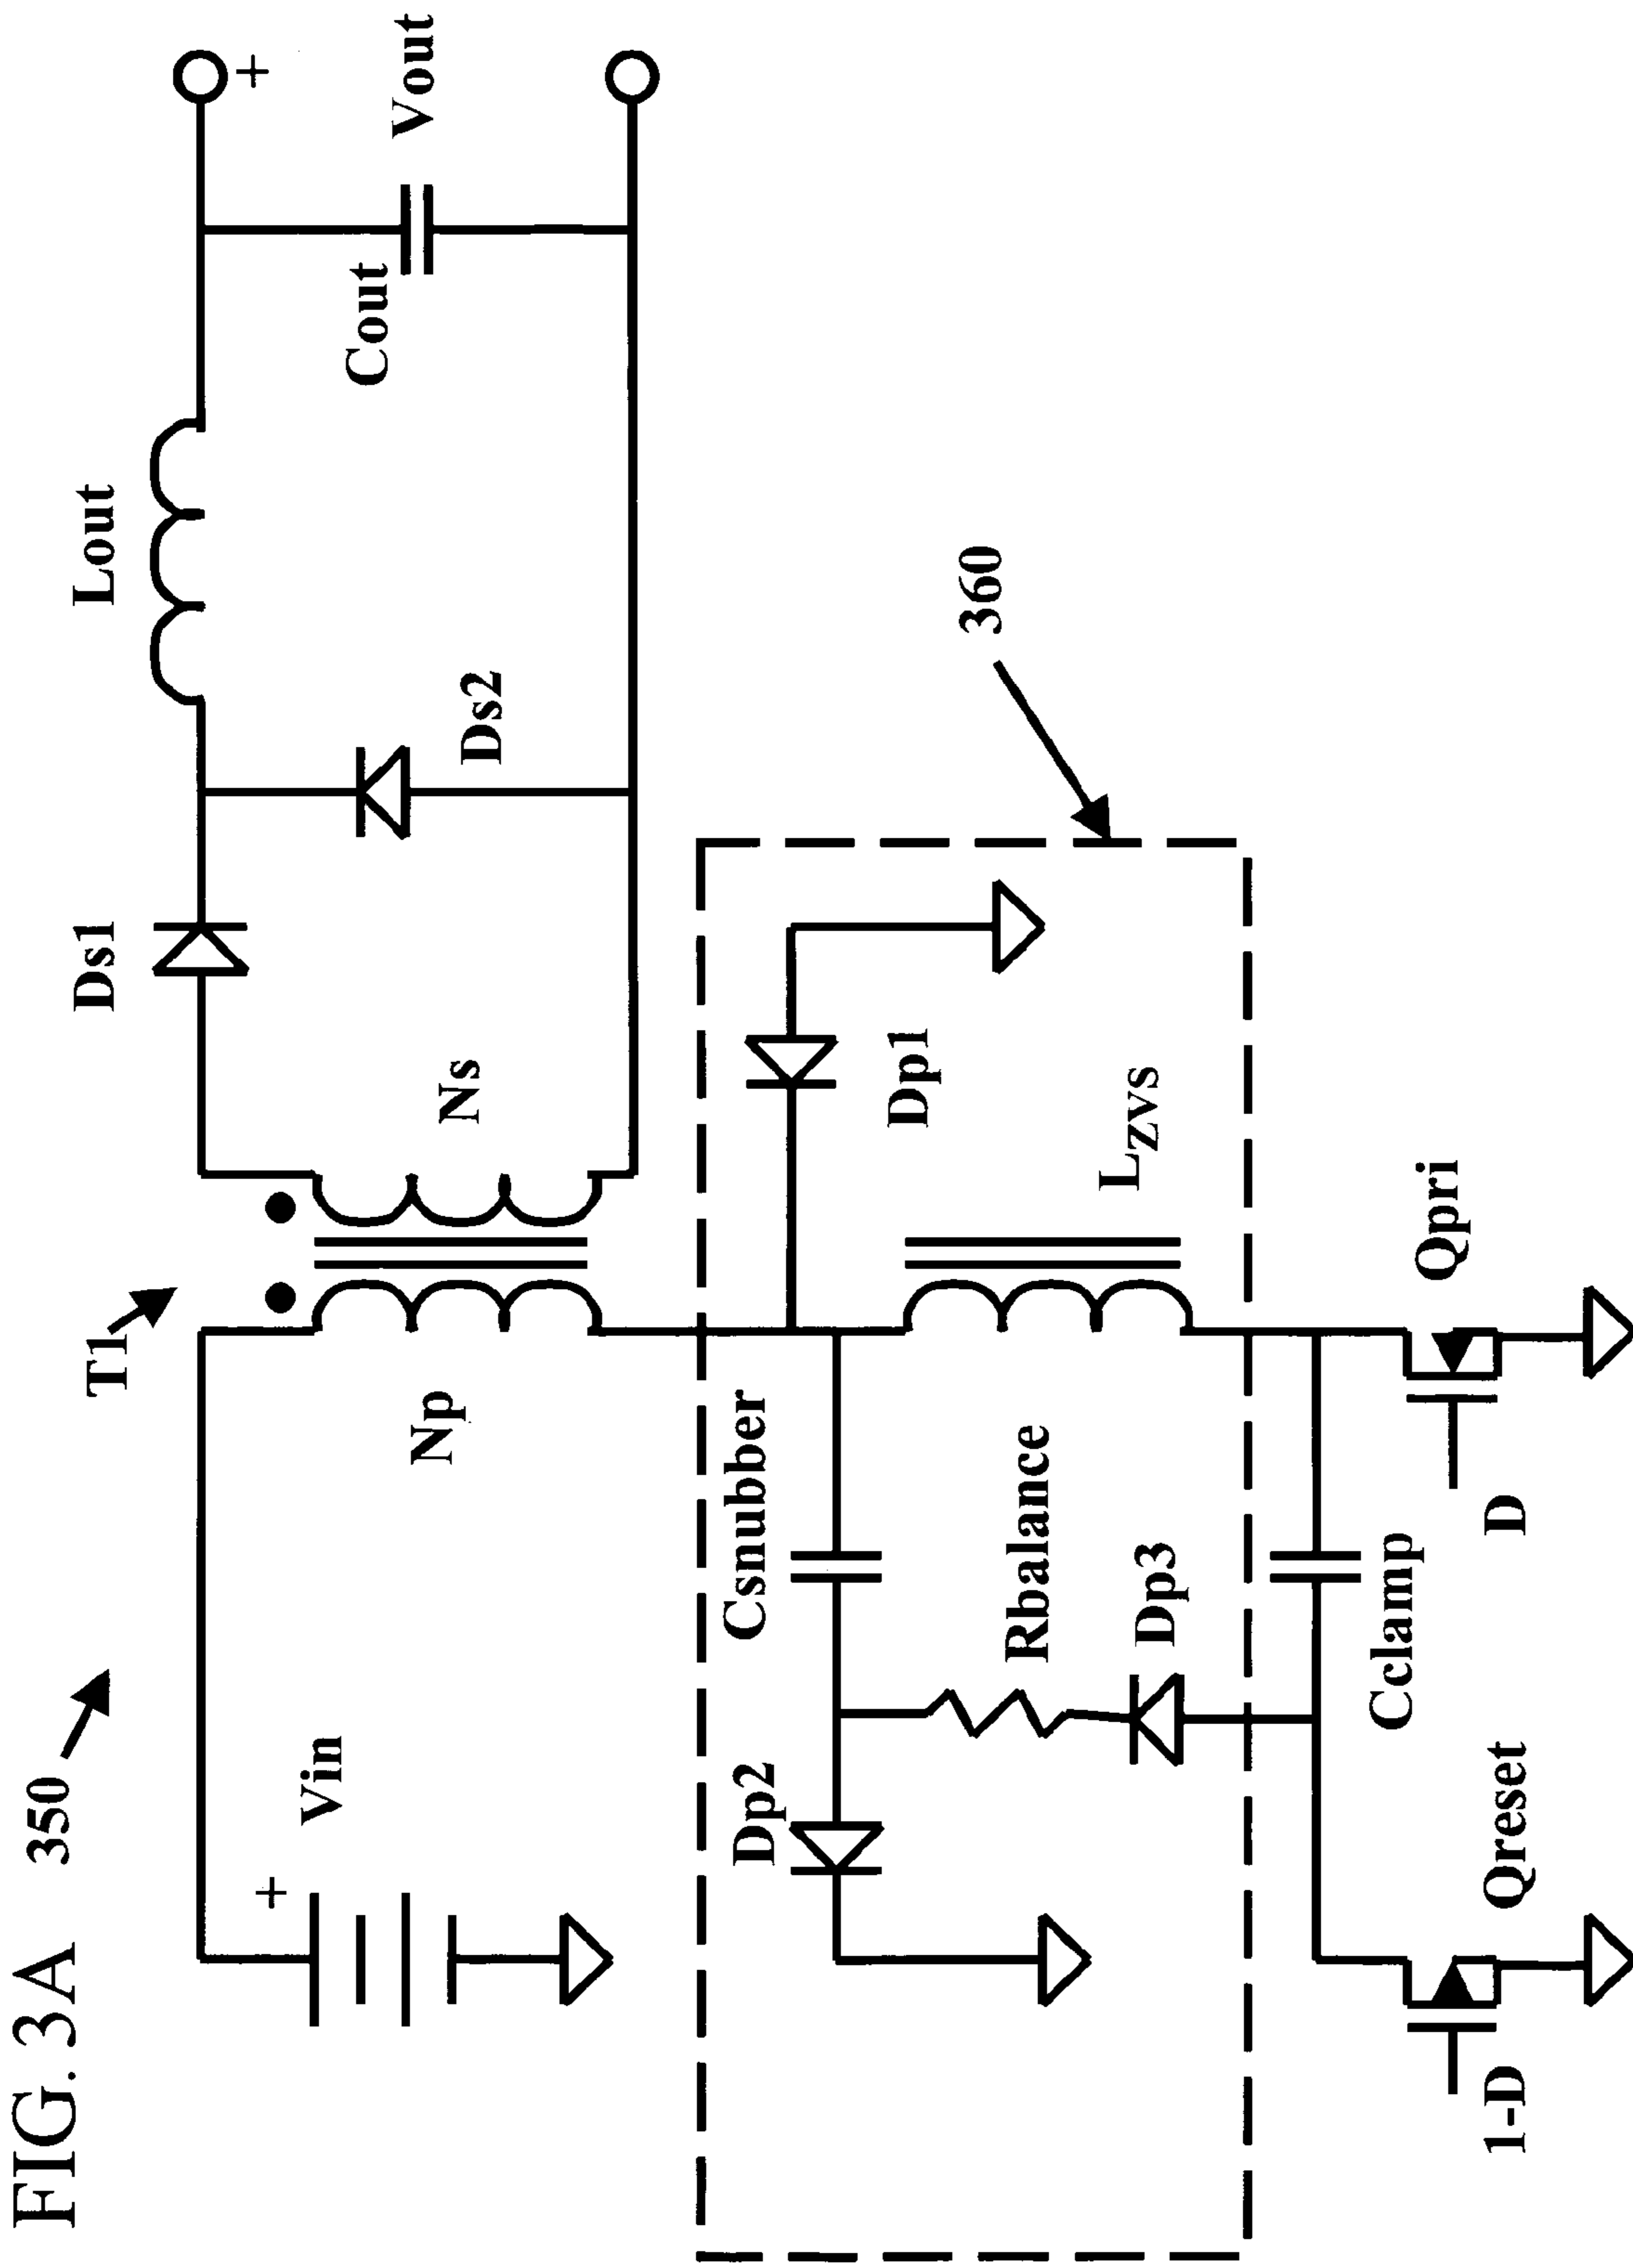 FIG. 3A
350
T1
Ds1
Lout
+
Vin
Np
Ns
Ds2
Cout
+
Vout
Dp2
Csnubber
Dp1
360
Rbalance
Dp3
Lzvs
Cclamp
Qreset
1-D
Qpri
D